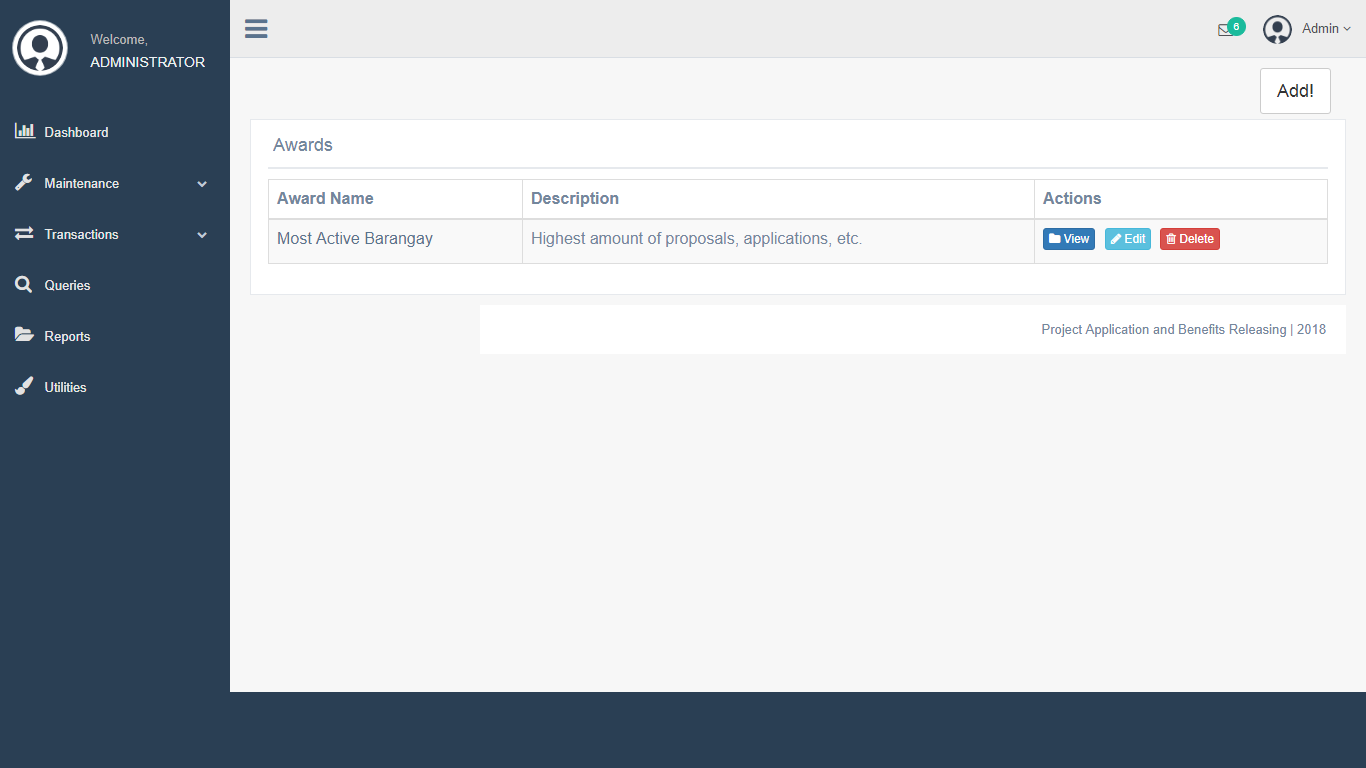 Welcome,
ADMINISTRATOR
Dashboard
Maintenance
Transactions
Queries
Reports
Utilities
6
Admin
Add!
Awards
Award Name Description Actions
Most Active Barangay Highest amount of proposals, applications, etc. View Edit Delete
Project Application and Benefits Releasing | 2018